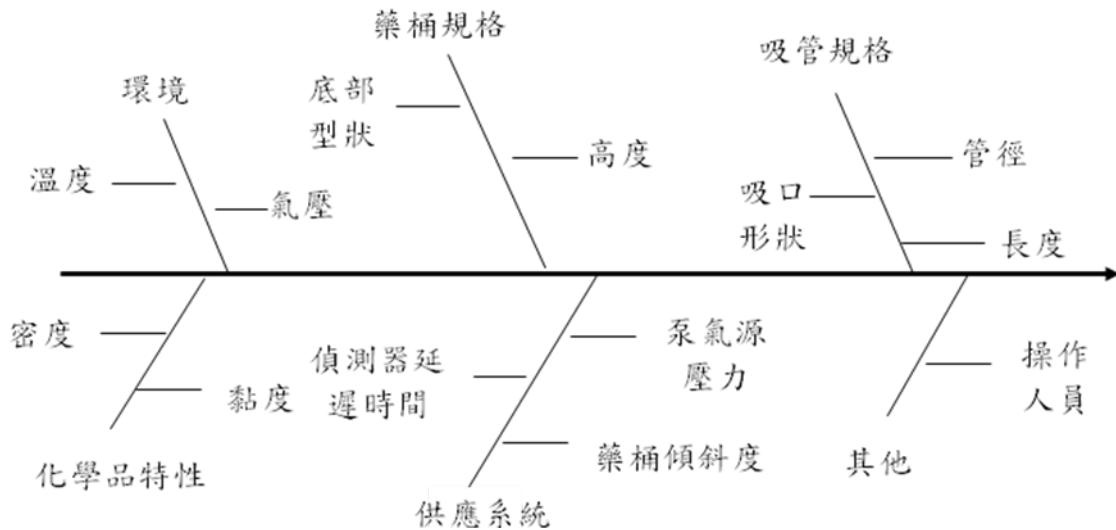 藥桶規格
吸管規格
環境
底部
型狀
高度
管徑
溫度
氣壓
吸口
形狀
長度
密度
黏度
偵測器延
遲時間
泵氣源
壓力
操作
人員
藥桶傾斜度
其他
化學品特性
供應系統